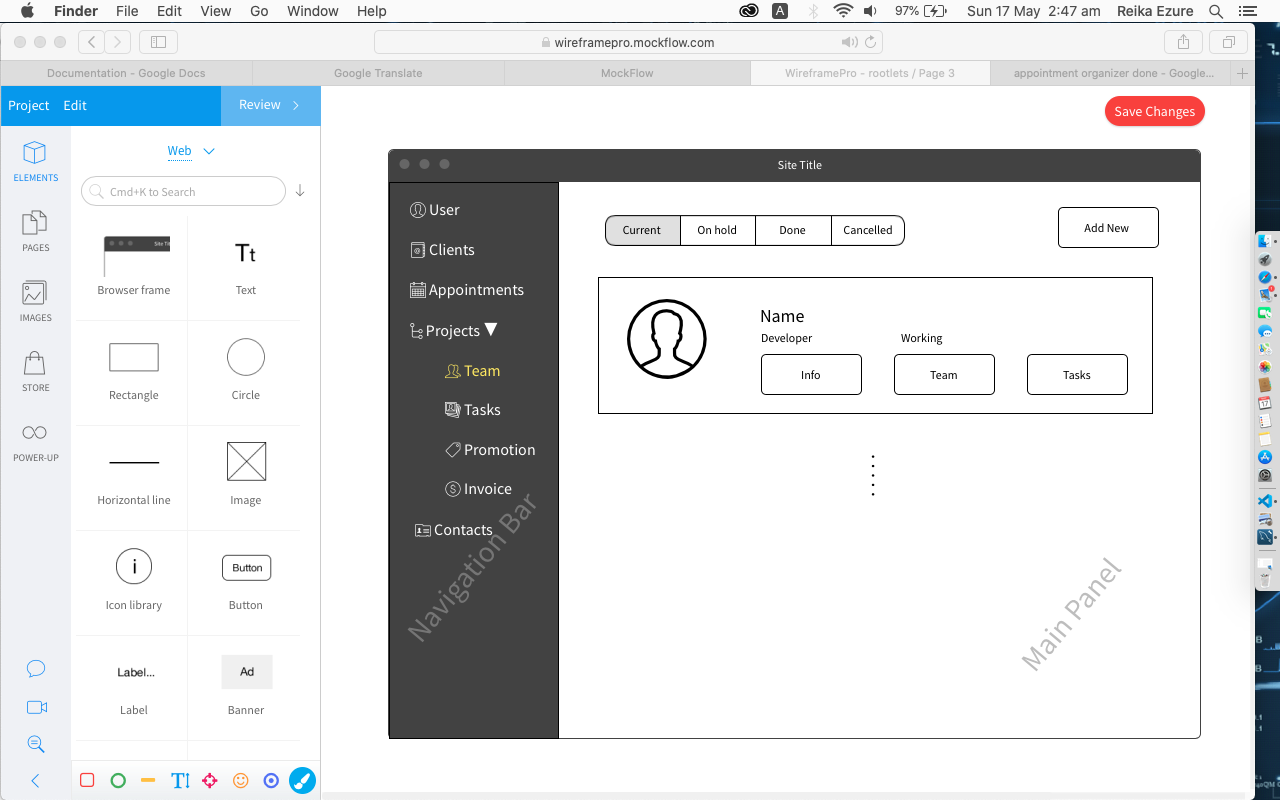 Finder File Edit View Go Window Help A 97% Sun 17 May 2:47 am Reika Ezure
wireframepro.mockflow.com
Documentation - Google Docs
Google Translate
MockFlow
WireframePro - rootlets / Page 3
appointment organizer done - Google...
Project Edit Review
Save Changes
ELEMENTS
PAGES
IMAGES
STORE
POWER-UP
Web
Cmd+K to Search
Site Tit
Browser frame
Tt
Text
Rectangle
Circle
Horizontal line
Image
i
Icon library
Button
Button
Label...
Label
Ad
Banner
T
Site Title
User
Clients
Appointments
Projects
Team
Tasks
Promotion
Invoice
Contacts
Navigation Bar
Current On hold Done Cancelled
Add New
Name
Developer Working
Info Team Tasks
Main Panel
17